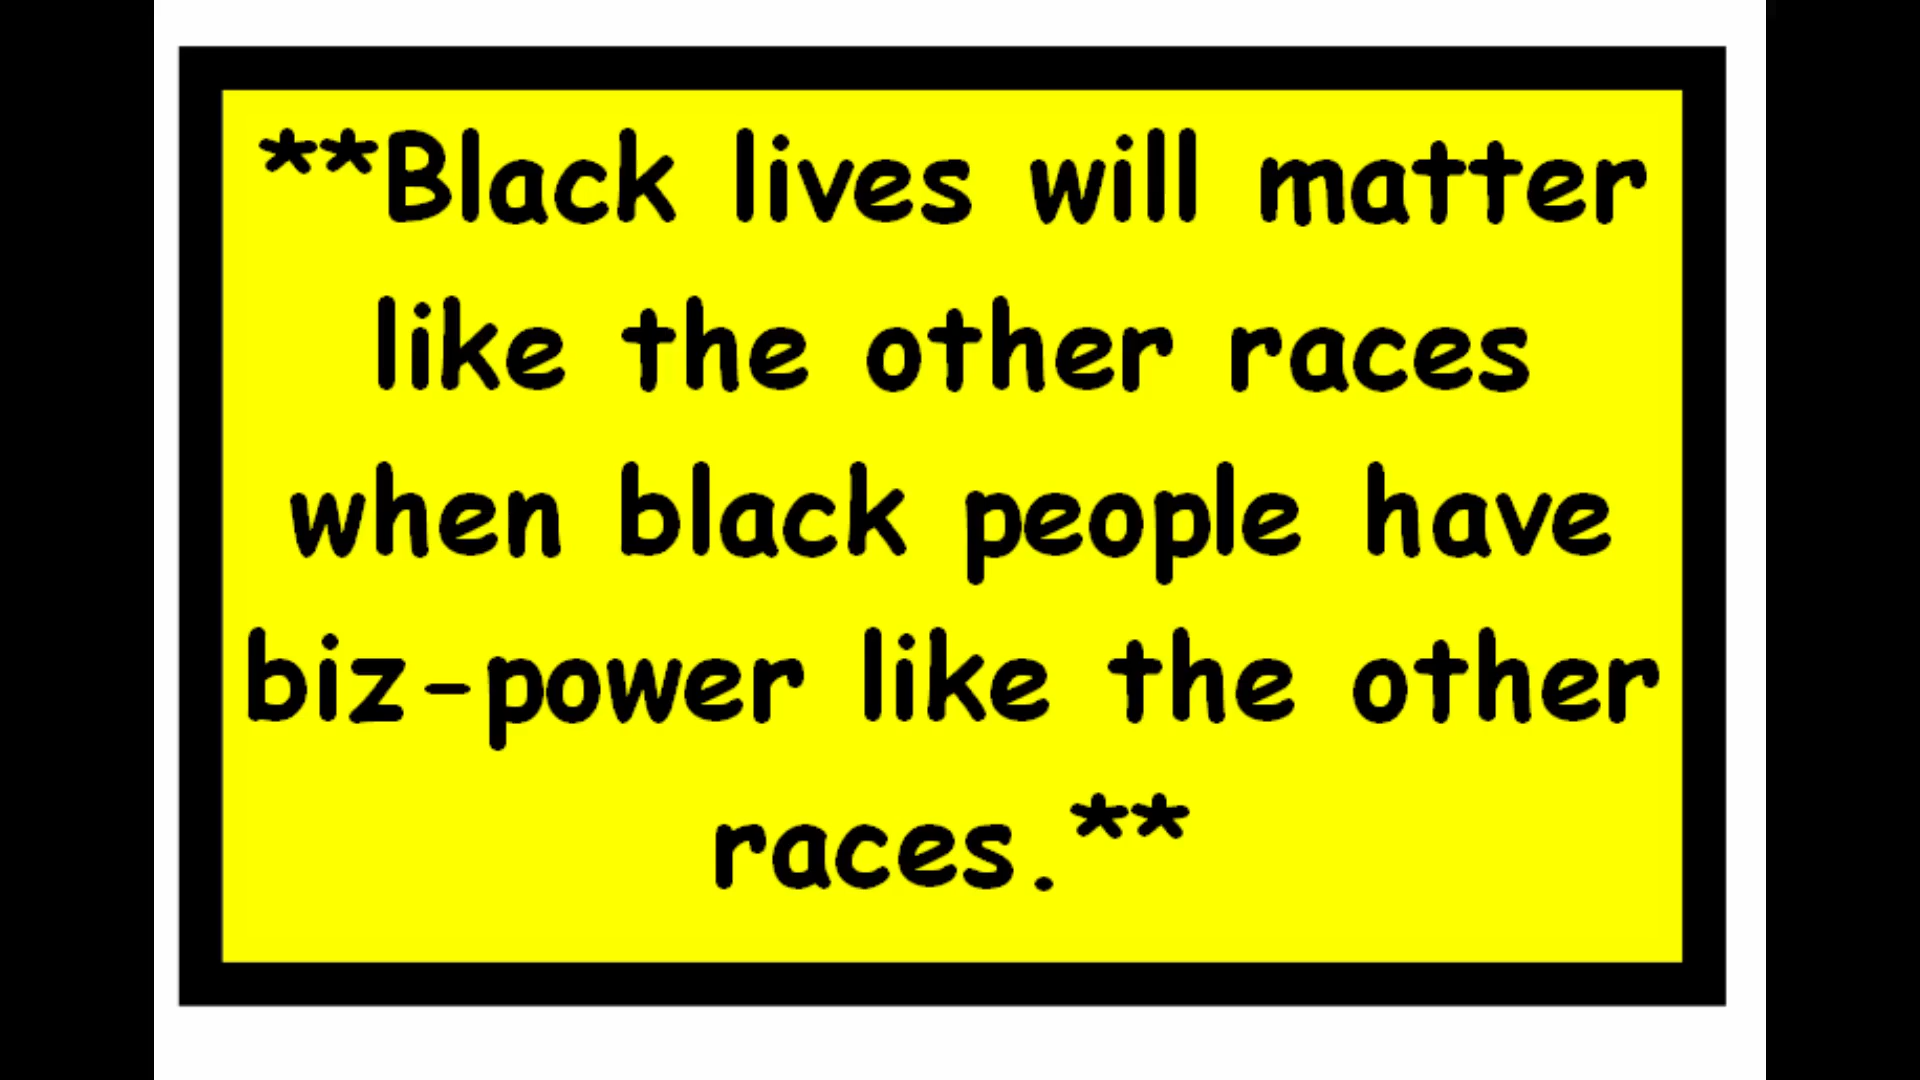 **Black lives will matter
like the other races
when black people have
biz-power like the other
races.**